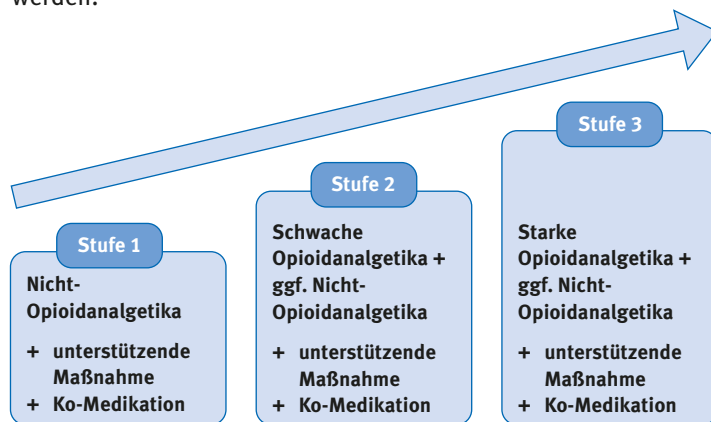 werden.
Stufe 1
Nicht-
Opioidanalgetika
+ unterstützende
Maßnahme
+ Ko-Medikation
Stufe 2
Schwache
Opioidanalgetika +
ggf. Nicht-
Opioidanalgetika
+ unterstützende
Maßnahme
+ Ko-Medikation
Stufe 3
Starke
Opioidanalgetika +
ggf. Nicht-
Opioidanalgetika
+ unterstützende
Maßnahme
+ Ko-Medikation